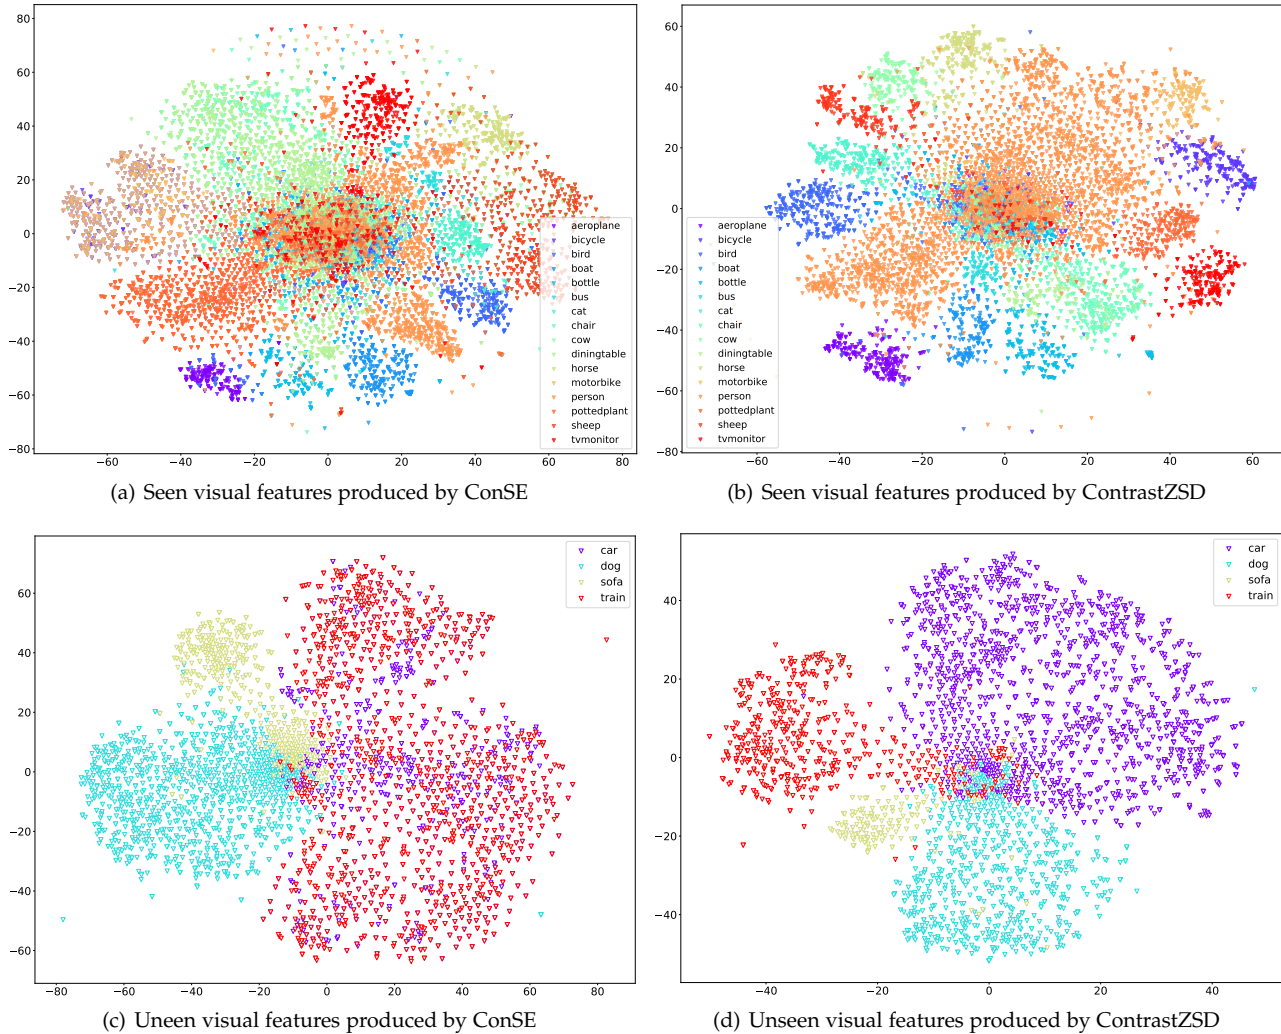 80
60
40
20
0
−20
−40
−60
−80
−60
−40
−20
0
20
40
60
80
aeroplane
bicycle
bird
boat
bottle
bus
cat
chair
cow
diningtable
horse
motorbike
person
pottedplant
sheep
tvmonitor
(a) Seen visual features produced by ConSE
60
40
20
0
−20
−40
−60
−80
−60
−40
−20
0
20
40
60
aeroplane
bicycle
bird
boat
bottle
bus
cat
chair
cow
diningtable
horse
motorbike
person
pottedplant
sheep
tvmonitor
(b) Seen visual features produced by ContrastZSD
60
40
20
0
−20
−40
−60
−80
−60
−40
−20
0
20
40
60
80
car
dog
sofa
train
(c) Uneen visual features produced by ConSE
40
20
0
−20
−40
−40
−20
0
20
40
car
dog
sofa
train
(d) Unseen visual features produced by ContrastZSD